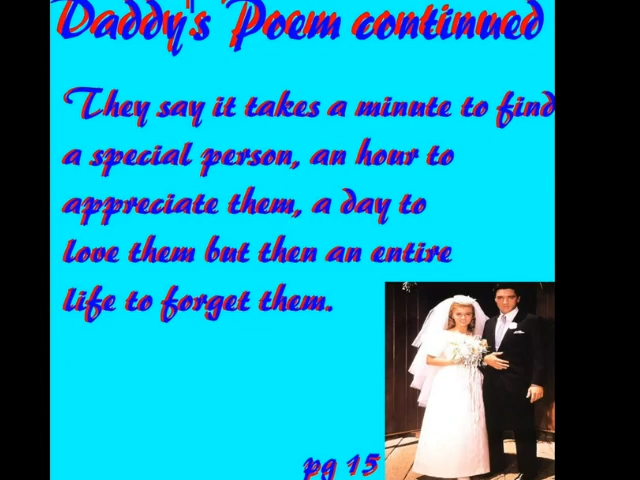 Daddy's Poem continued
They say it takes a minute to find
a special person, an hour to
appreciate them, a day to
love them but then an entire
life to forget them.
pg 15